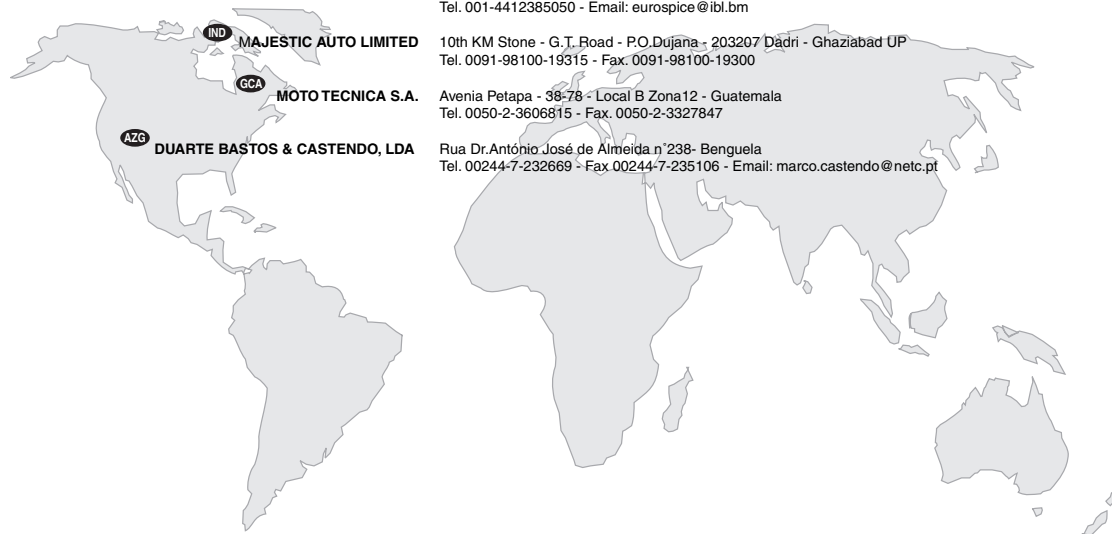 Tel. 001-4412385050 - Email: eurospice@ibl.bm
IND MAJESTIC AUTO LIMITED 10th KM Stone - G.T. Road - P.O.Dujana - 203207 Dadri - Ghaziabad UP
Tel. 0091-98100-19315 - Fax. 0091-98100-19300
GCA MOTO TECNICA S.A. Avenia Petapa - 38-78 - Local B Zona12 - Guatemala
Tel. 0050-2-3606815 - Fax. 0050-2-3327847
AZG DUARTE BASTOS & CASTENDO, LDA Rua Dr.António José de Almeida n°238- Benguela
Tel. 00244-7-232669 - Fax 00244-7-235106 - Email: marco.castendo@netc.pt